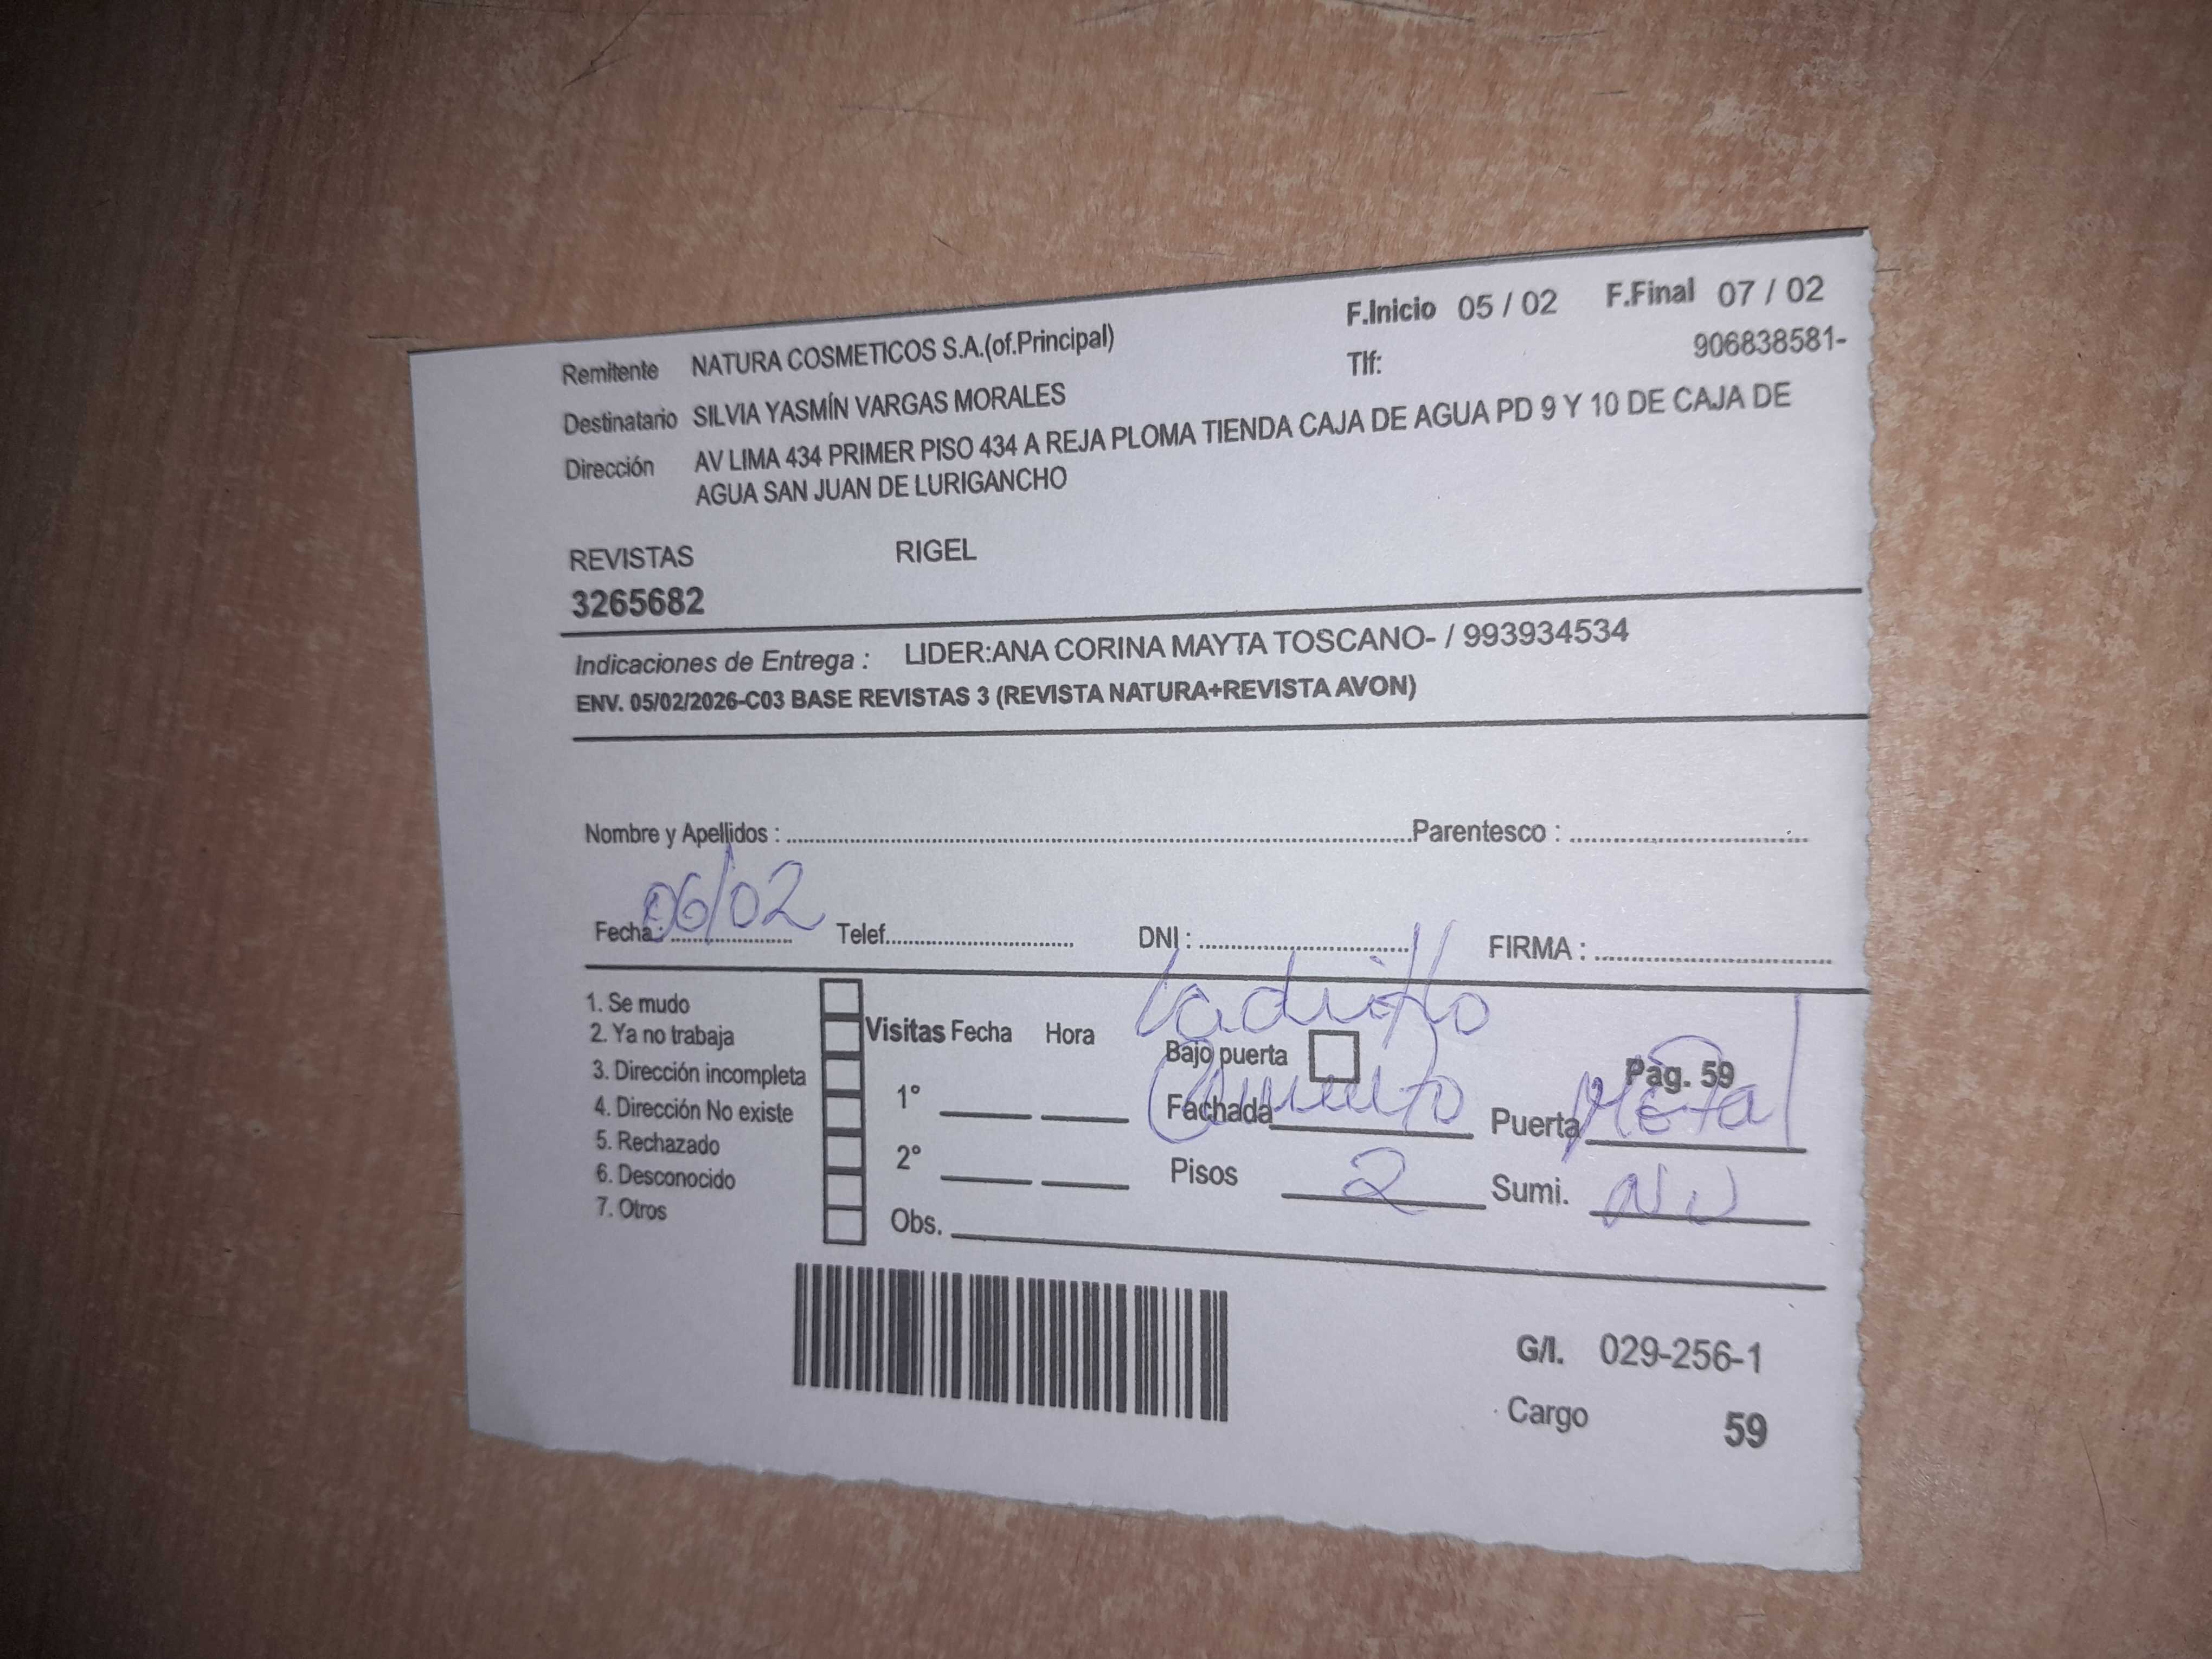 F.Inicio 05 / 02 F.Final 07 / 02
Remitente NATURA COSMETICOS S.A.(of.Principal) Tlf: 906838581-
Destinatario SILVIA YASMÍN VARGAS MORALES
Dirección AV LIMA 434 PRIMER PISO 434 A REJA PLOMA TIENDA CAJA DE AGUA PD 9 Y 10 DE CAJA DE
AGUA SAN JUAN DE LURIGANCHO
REVISTAS RIGEL
3265682
Indicaciones de Entrega : LIDER:ANA CORINA MAYTA TOSCANO- / 993934534
ENV. 05/02/2026-C03 BASE REVISTAS 3 (REVISTA NATURA+REVISTA AVON)
Nombre y Apellidos : Parentesco :
Fecha: 06/02 Telef. DNI : FIRMA :
1. Se mudo
2. Ya no trabaja
3. Dirección incompleta
4. Dirección No existe
5. Rechazado
6. Desconocido
7. Otros
Visitas Fecha Hora
1°
2°
Obs.
Ladrillo
Bajo puerta Pag. 59
Fachada Cemento Puerta Metal
Pisos 2 Sumi.
G/I. 029-256-1
Cargo 59